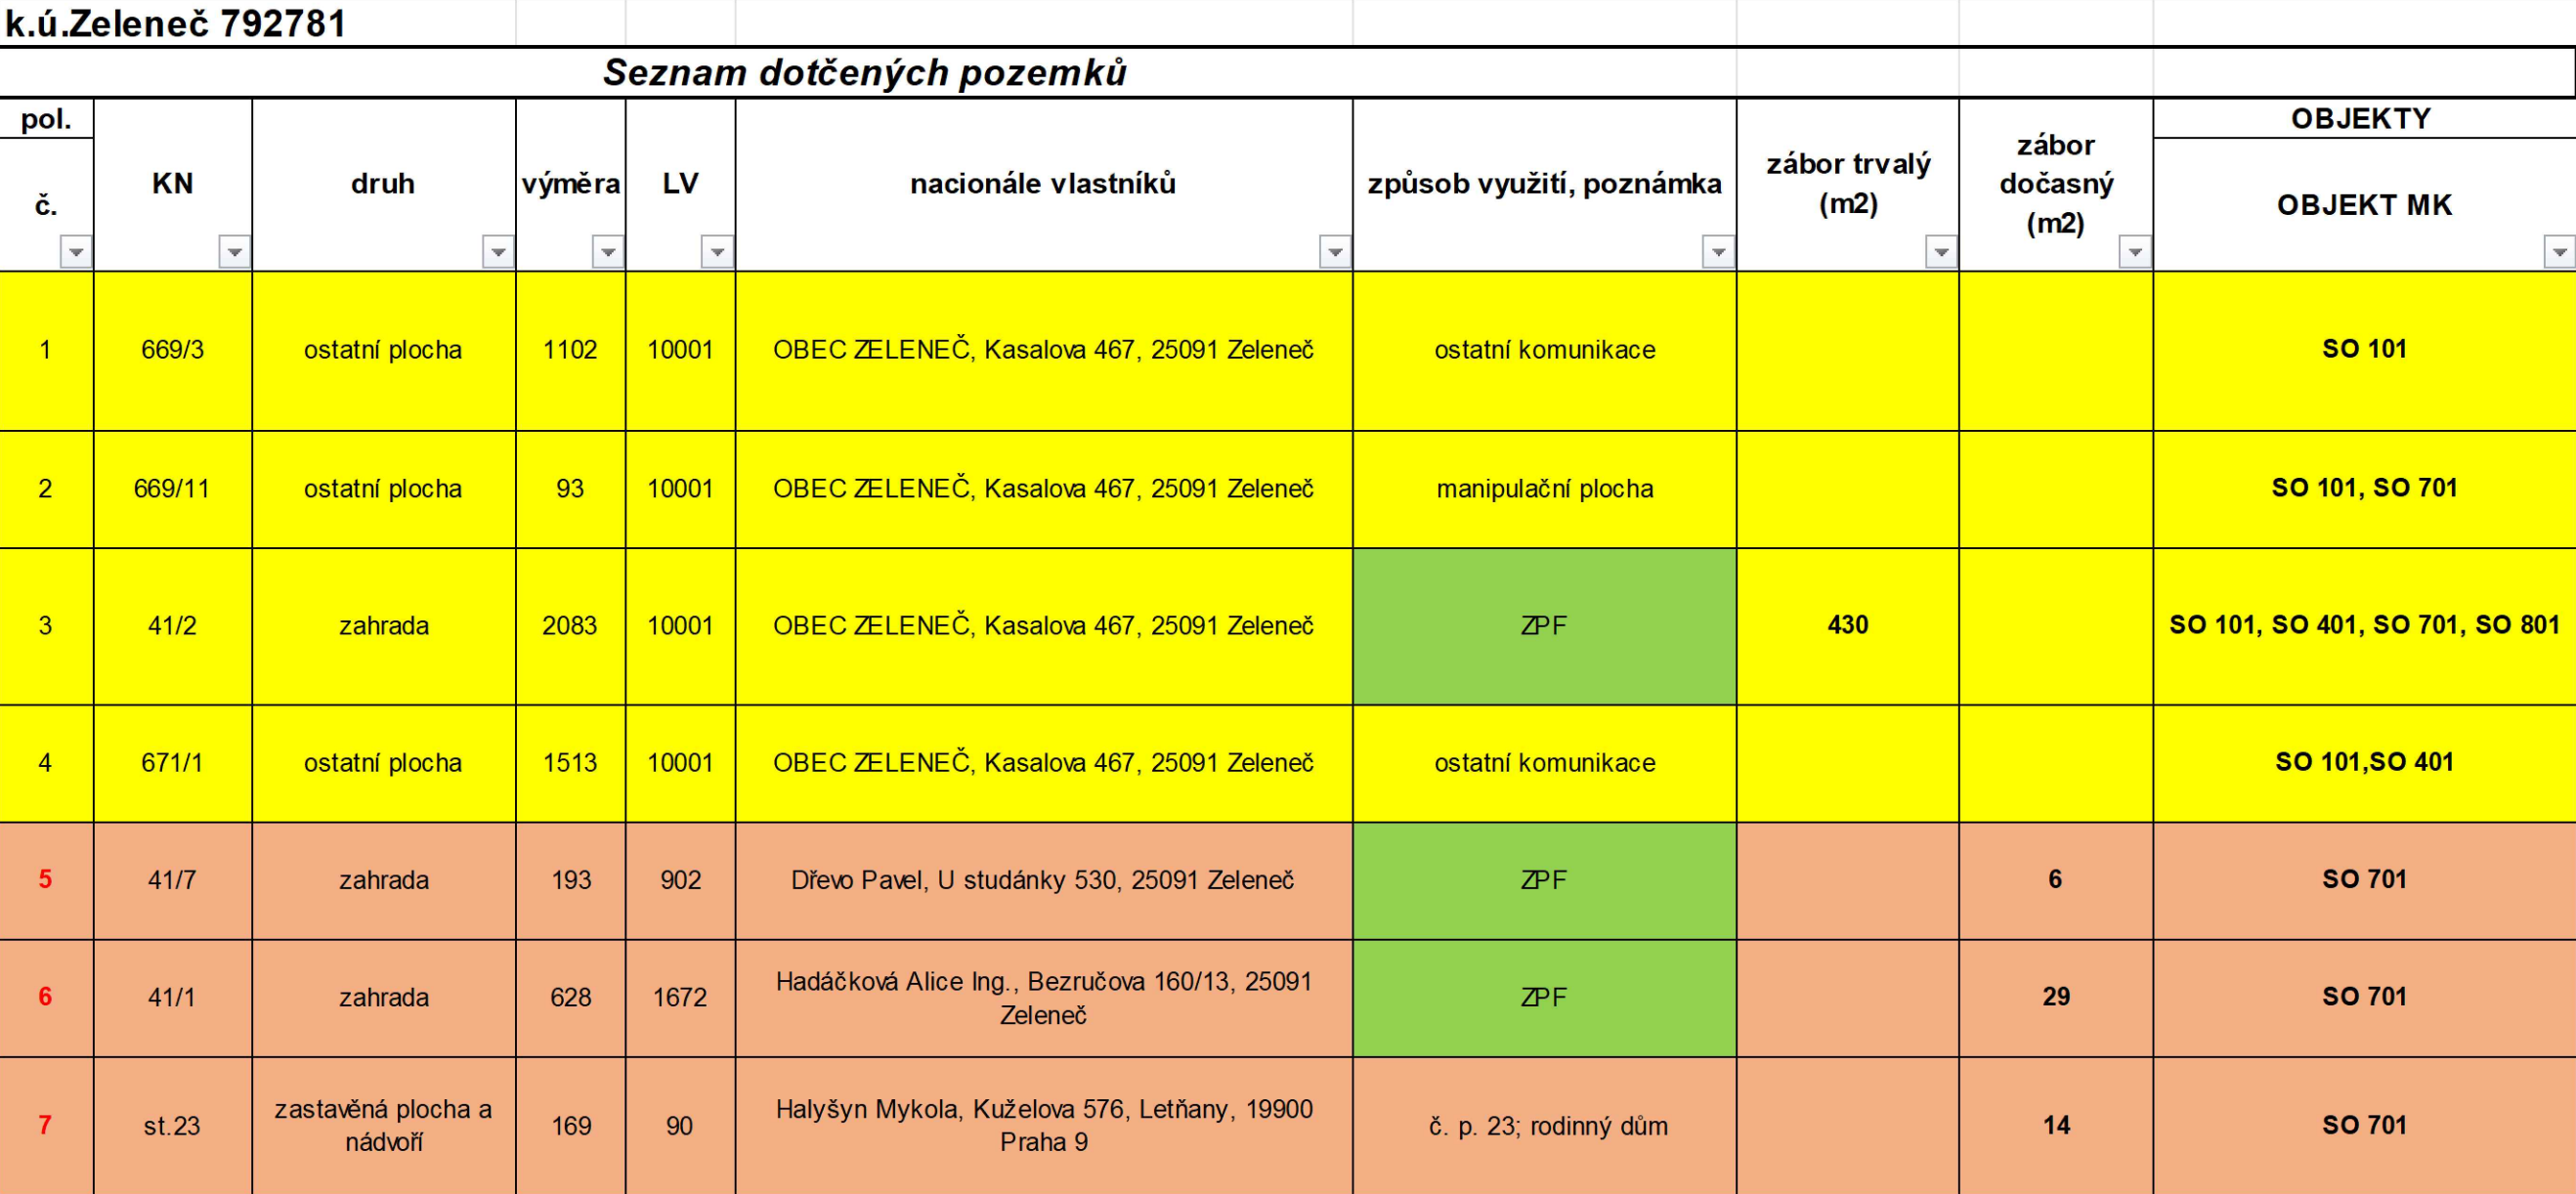 k.ú.Zeleneč 792781
Seznam dotčených pozemků
pol.
č.
KN
druh
výměra
LV
nacionále vlastníků
způsob využití, poznámka
zábor trvalý
(m2)
zábor
dočasný
(m2)
OBJEKTY
OBJEKT MK
1 669/3 ostatní plocha 1102 10001 OBEC ZELENEČ, Kasalova 467, 25091 Zeleneč ostatní komunikace SO 101
2 669/11 ostatní plocha 93 10001 OBEC ZELENEČ, Kasalova 467, 25091 Zeleneč manipulační plocha SO 101, SO 701
3 41/2 zahrada 2083 10001 OBEC ZELENEČ, Kasalova 467, 25091 Zeleneč ZPF 430 SO 101, SO 401, SO 701, SO 801
4 671/1 ostatní plocha 1513 10001 OBEC ZELENEČ, Kasalova 467, 25091 Zeleneč ostatní komunikace SO 101,SO 401
5 41/7 zahrada 193 902 Dřevo Pavel, U studánky 530, 25091 Zeleneč ZPF 6 SO 701
6 41/1 zahrada 628 1672 Hadáčková Alice Ing., Bezručova 160/13, 25091
Zeleneč
ZPF 29 SO 701
7 st.23 zastavěná plocha a
nádvoří
169 90 Halyšyn Mykola, Kuželova 576, Letňany, 19900
Praha 9
č. p. 23; rodinný dům 14 SO 701